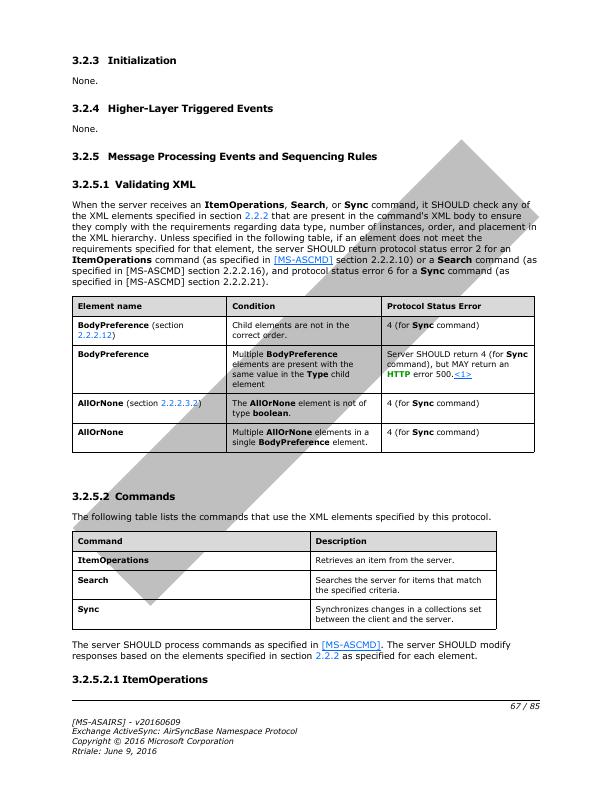 3.2.3 Initialization
None.
3.2.4 Higher-Layer Triggered Events
None.
3.2.5 Message Processing Events and Sequencing Rules
3.2.5.1 Validating XML
When the server receives an ItemOperations, Search, or Sync command, it SHOULD check any of
the XML elements specified in section 2.2.2 that are present in the command's XML body to ensure
they comply with the requirements regarding data type, number of instances, order, and placement in
the XML hierarchy. Unless specified in the following table, if an element does not meet the
requirements specified for that element, the server SHOULD return protocol status error 2 for an
ItemOperations command (as specified in [MS-ASCMD] section 2.2.2.10) or a Search command (as
specified in [MS-ASCMD] section 2.2.2.16), and protocol status error 6 for a Sync command (as
specified in [MS-ASCMD] section 2.2.2.21).
Element name Condition Protocol Status Error
BodyPreference (section Child elements are not in the 4 (for Sync command)
2.2.2.12) correct order.
BodyPreference Multiple BodyPreference Server SHOULD return 4 (for Sync
elements are present with the command), but MAY return an
same value in the Type child HTTP error 500.<1>
element
AllOrNone (section 2.2.2.3.2) The AllOrNone element is not of 4 (for Sync command)
type boolean.
AllOrNone Multiple AllOrNone elements in a 4 (for Sync command)
single BodyPreference element.
3.2.5.2 Commands
The following table lists the commands that use the XML elements specified by this protocol.
Command Description
ItemOperations Retrieves an item from the server.
Search Searches the server for items that match
the specified criteria.
Sync Synchronizes changes in a collections set
between the client and the server.
The server SHOULD process commands as specified in [MS-ASCMD]. The server SHOULD modify
responses based on the elements specified in section 2.2.2 as specified for each element.
3.2.5.2.1 ItemOperations
67 / 85
[MS-ASAIRS] - v20160609
Exchange ActiveSync: AirSyncBase Namespace Protocol
Copyright © 2016 Microsoft Corporation
Rtriale: June 9, 2016